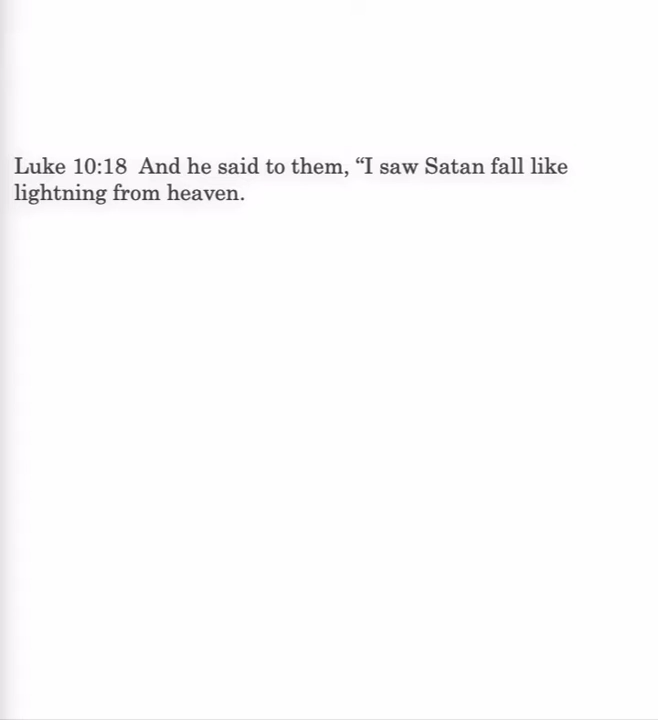 Luke 10:18  And he said to them, “I saw Satan fall like
lightning from heaven.